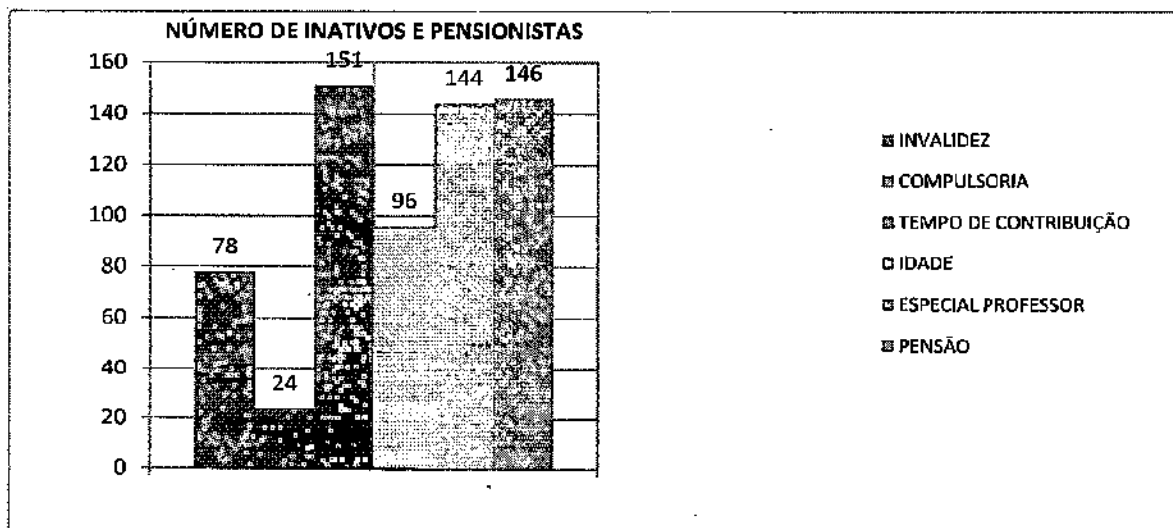 NÚMERO DE INATIVOS E PENSIONISTAS
160
140
120
100
80
60
40
20
0
78
24
151
96
144
146
INVALIDEZ
COMPULSORIA
TEMPO DE CONTRIBUIÇÃO
IDADE
ESPECIAL PROFESSOR
PENSÃO